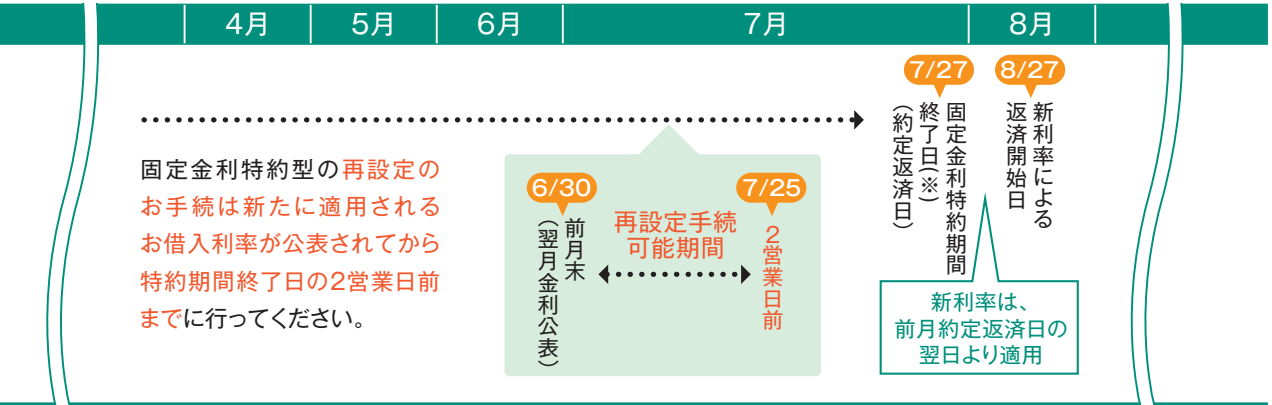 4月
5月
6月
7月
8月
固定金利特約型の再設定の
お手続は新たに適用される
お借入利率が公表されてから
特約期間終了日の2営業日前
までに行ってください。
6/30
前月末
（翌月金利公表）
再設定手続
可能期間
7/25
2営業日前
7/27
固定金利特約期間
終了日（※）
（約定返済日）
8/27
新利率による
返済開始日
新利率は、
前月約定返済日の
翌日より適用